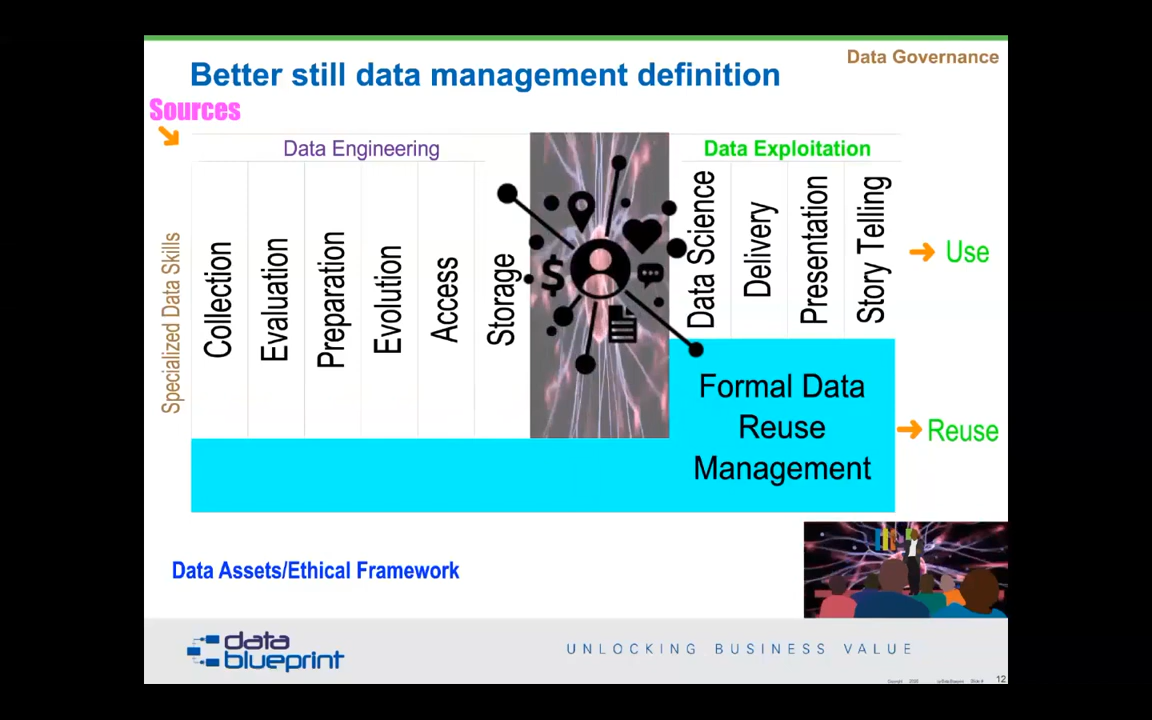 Data Governance
Better still data management definition
Sources
Data Engineering
Data Exploitation
Specialized Data Skills
Collection
Evaluation
Preparation
Evolution
Access
Storage
$
Data Science
Delivery
Presentation
Story Telling
Use
Formal Data
Reuse
Management
Reuse
Data Assets/Ethical Framework
data
blueprint
UNLOCKING BUSINESS VALUE
12